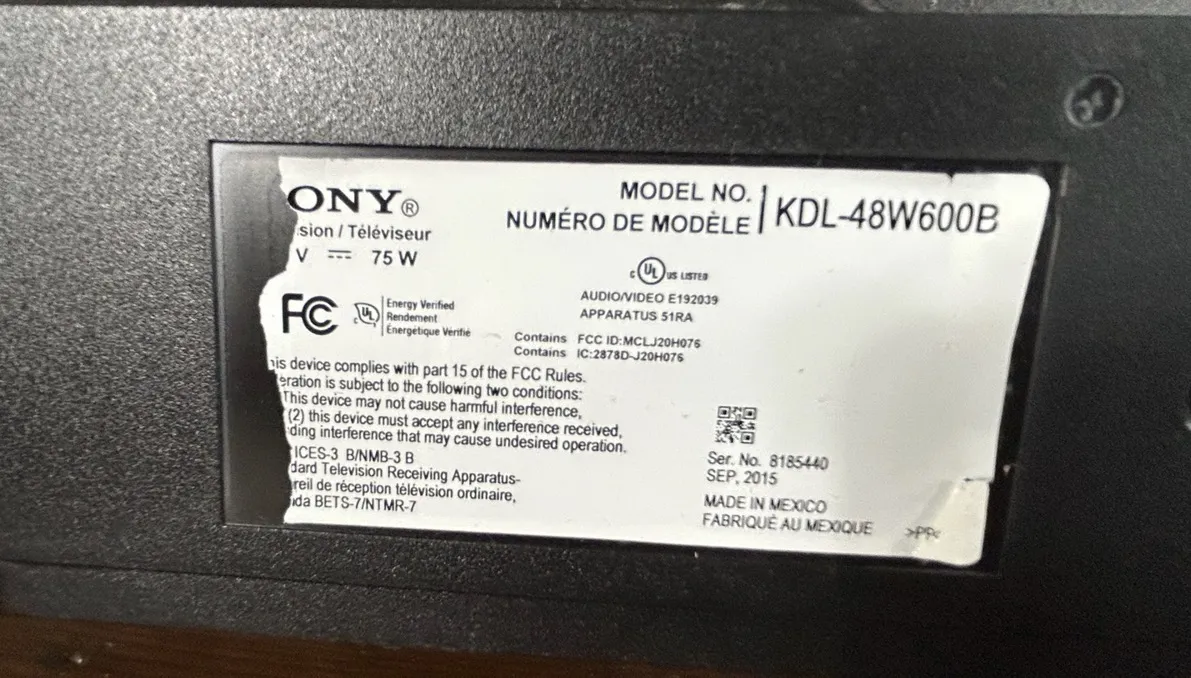 ONY®
sion / Téléviseur
V ⎓ 75 W
MODEL NO.
NUMÉRO DE MODÈLE
KDL-48W600B
FC
c UL
Energy Verified
Rendement
Énergétique Vérifié
c UL US LISTED
AUDIO/VIDEO E192039
APPARATUS 51RA
Contains FCC ID:MCLJ20H076
Contains IC:2878D-J20H076
is device complies with part 15 of the FCC Rules.
eration is subject to the following two conditions:
This device may not cause harmful interference,
(2) this device must accept any interference received,
ding interference that may cause undesired operation.
ICES-3 B/NMB-3 B
dard Television Receiving Apparatus-
reil de réception télévision ordinaire,
da BETS-7/NTMR-7
Ser. No. 8185440
SEP, 2015
MADE IN MEXICO
FABRIQUÉ AU MEXIQUE
>PP<